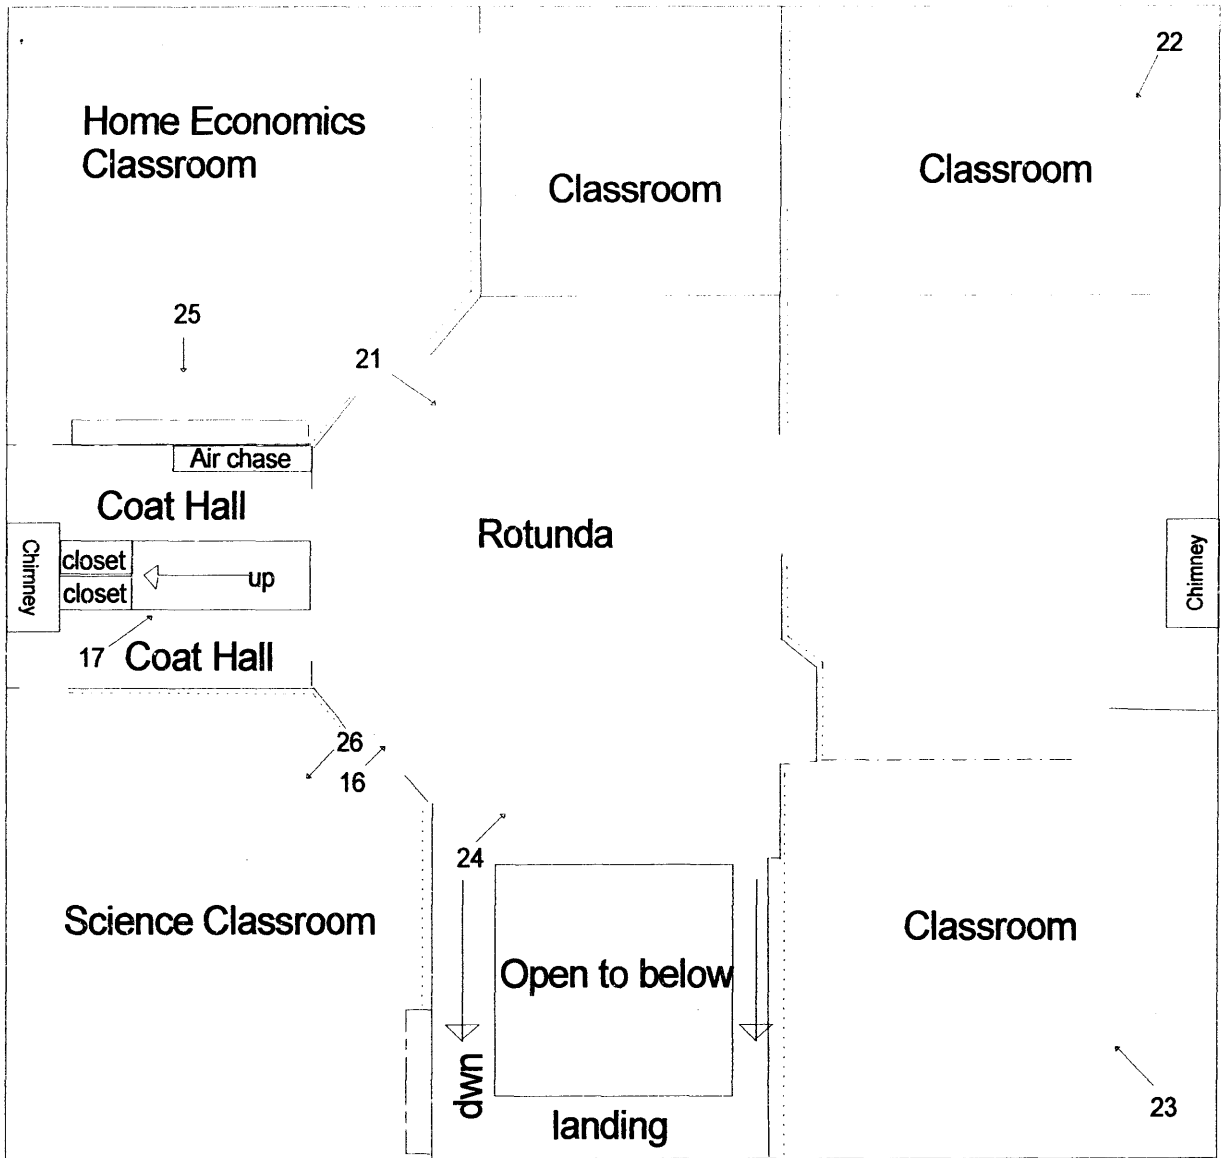 22
Home Economics
Classroom
Classroom
Classroom
25
21
Air chase
Coat Hall
Rotunda
Chimney
closet
closet
up
Chimney
17
Coat Hall
26
16
24
Science Classroom
Classroom
Open to below
dwn
landing
23